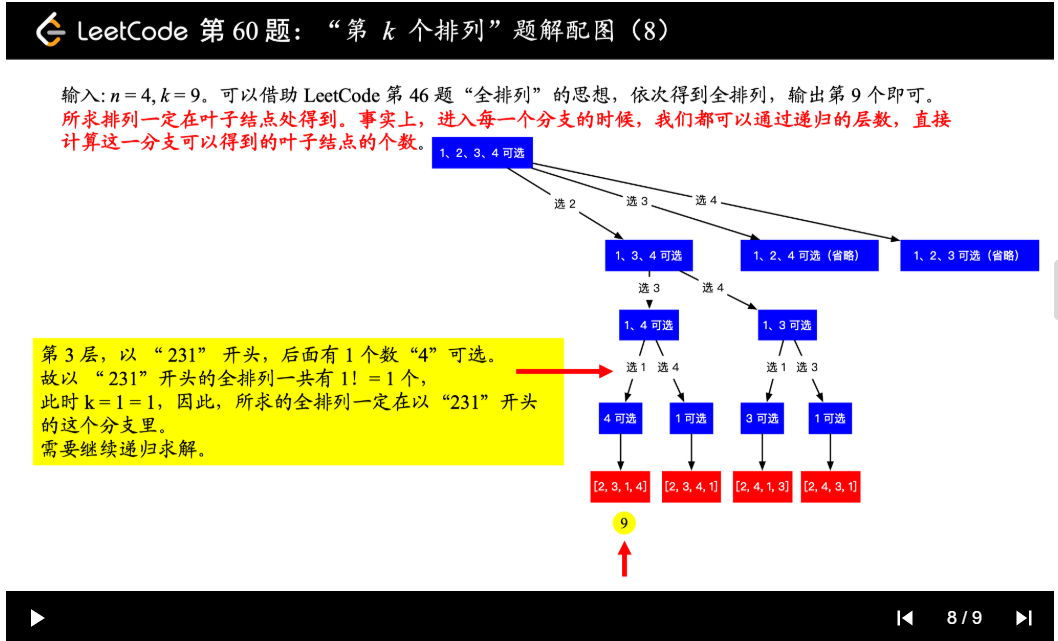 LeetCode 第 60 题：“第 k 个排列”题解配图（8）
输入: n = 4, k = 9。可以借助 LeetCode 第 46 题“全排列”的思想，依次得到全排列，输出第 9 个即可。
所求排列一定在叶子结点处得到。事实上，进入每一个分支的时候，我们都可以通过递归的层数，直接
计算这一分支可以得到的叶子结点的个数。
1、2、3、4 可选
选 2
选 3
选 4
1、3、4 可选
1、2、4 可选（省略）
1、2、3 可选（省略）
选 3
选 4
1、4 可选
1、3 可选
第 3 层，以 “ 231” 开头，后面有 1 个数“4”可选。
故以 “ 231”开头的全排列一共有 1！= 1 个，
此时 k = 1 = 1，因此，所求的全排列一定在以“231”开头
的这个分支里。
需要继续递归求解。
选 1
选 4
选 1
选 3
4 可选
1 可选
3 可选
1 可选
[2, 3, 1, 4]
[2, 3, 4, 1]
[2, 4, 1, 3]
[2, 4, 3, 1]
9
8 / 9